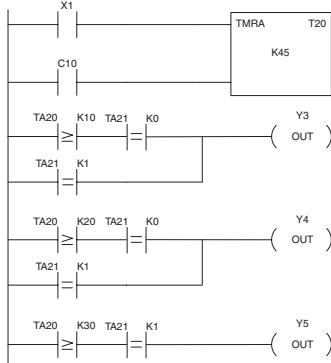 X1
TMRA T20
K45
C10
TA20 K10 TA21 K0 Y3
≥ = OUT
TA21 K1
=
TA20 K20 TA21 K0 Y4
≥ = OUT
TA21 K1
=
TA20 K30 TA21 K1 Y5
≥ = OUT